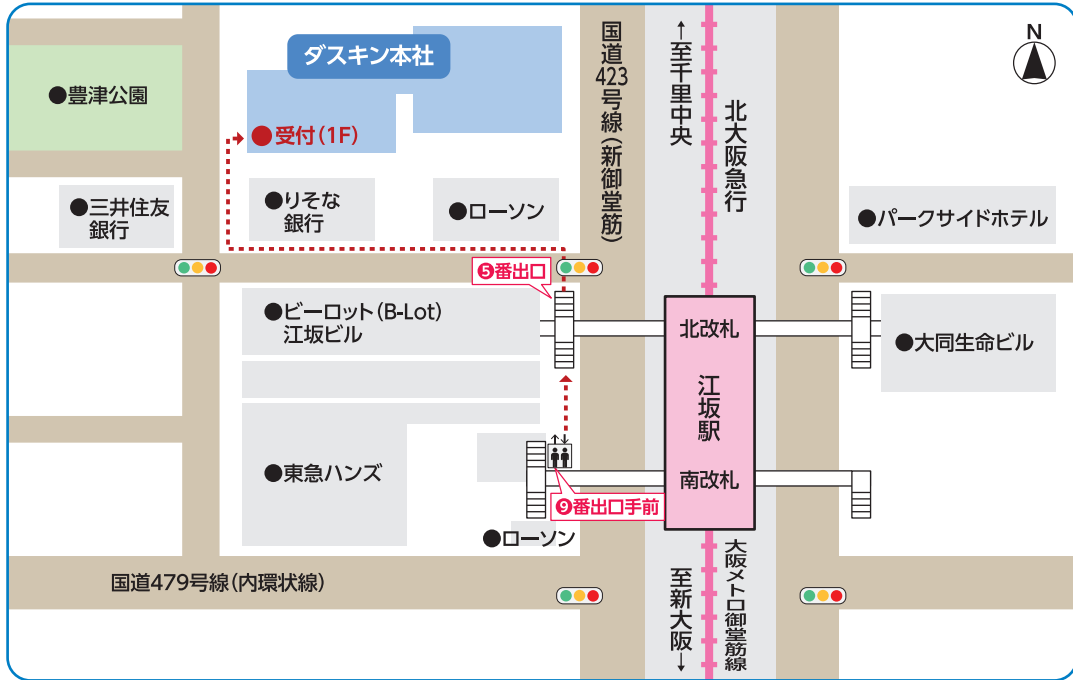 ダスキン本社
●豊津公園
●受付(1F)
●三井住友
銀行
●りそな
銀行
●ローソン
国道423号線(新御堂筋)
←至千里中央
北大阪急行
N
●パークサイドホテル
❺番出口
●ビーロット(B-Lot)
江坂ビル
北改札
江坂駅
南改札
●大同生命ビル
●東急ハンズ
❾番出口手前
●ローソン
国道479号線(内環状線)
至新大阪→
大阪メトロ御堂筋線